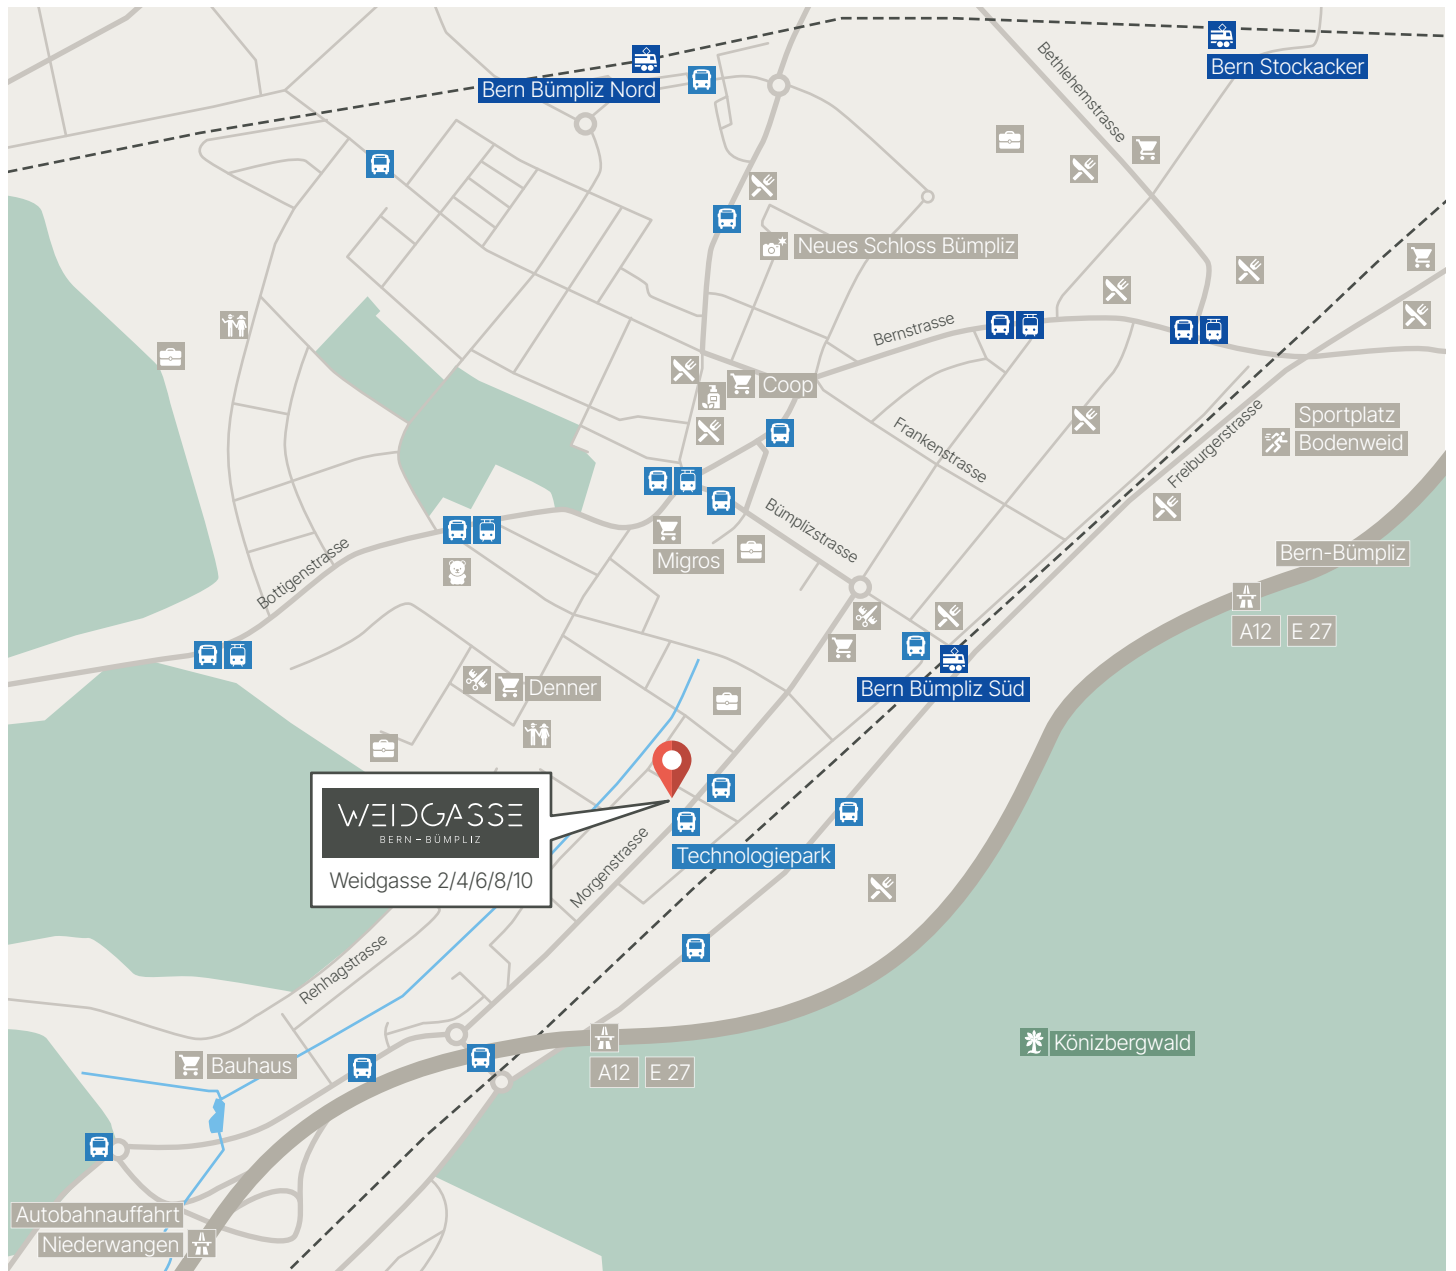 Bern Bümpliz Nord
Bern Stockacker
Bethlehemstrasse
Neues Schloss Bümpliz
Bernstrasse
Coop
Frankenstrasse
Freiburgerstrasse
Sportplatz
Bodenweid
Bümplizstrasse
Migros
Bern-Bümpliz
Bottigenstrasse
A12
E 27
Denner
Bern Bümpliz Süd
WEIDGASSE
BERN – BÜMPLIZ
Weidgasse 2/4/6/8/10
Morgenstrasse
Technologiepark
Rehhagstrasse
Bauhaus
Könizbergwald
A12
E 27
Autobahnauffahrt
Niederwangen